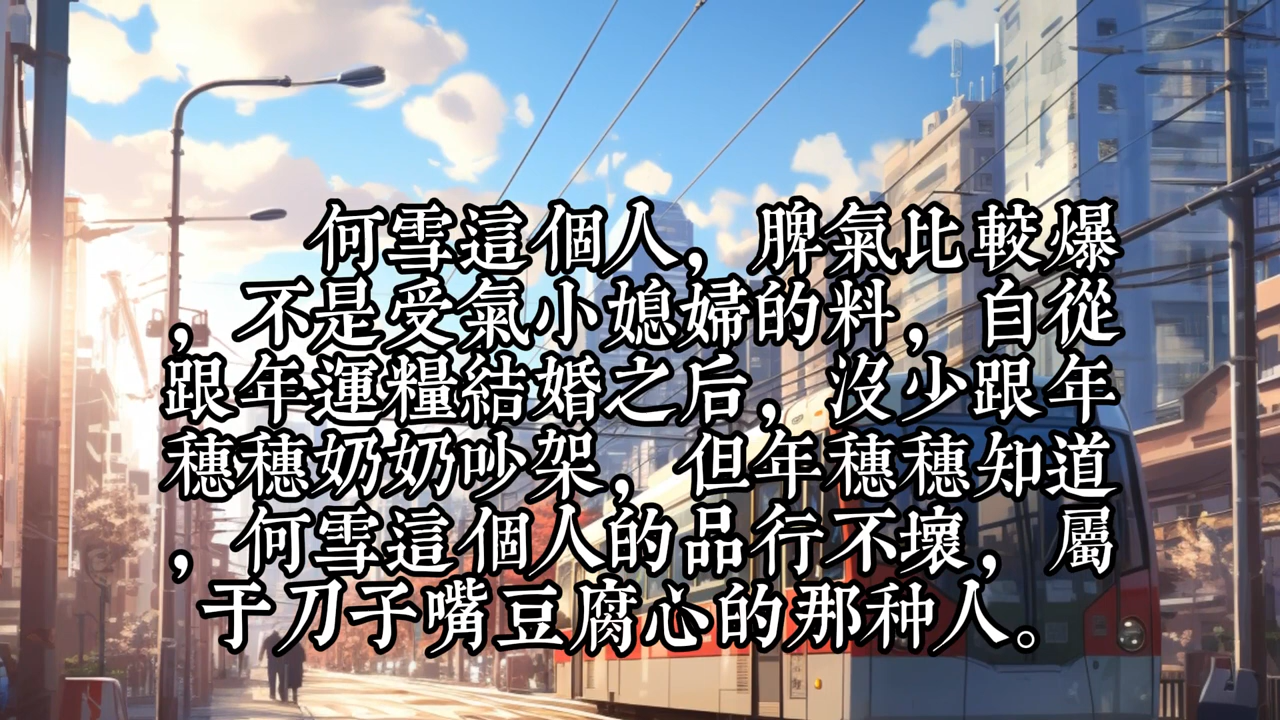 何雪這個人，脾氣比較爆
，不是受氣小媳婦的料，自從
跟年運糧結婚之后，沒少跟年
穗穗奶奶吵架，但年穗穗知道
，何雪這個人的品行不壞，屬
于刀子嘴豆腐心的那种人。